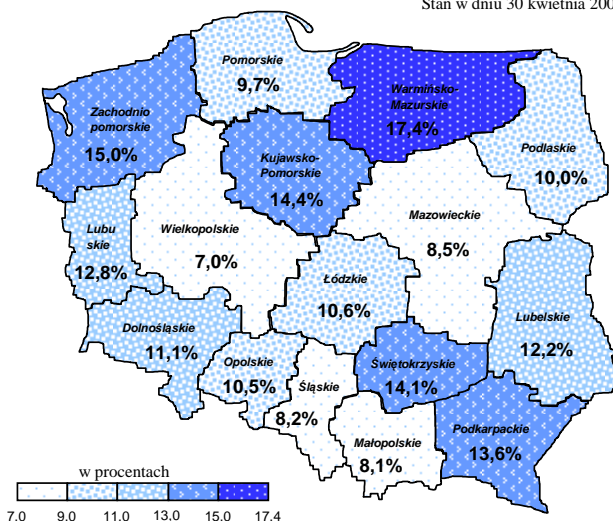 Stan w dniu 30 kwietnia 200
Pomorskie
9,7%
Warmińsko-
Mazurskie
17,4%
Zachodnio
pomorskie
15,0%
Kujawsko-
Pomorskie
14,4%
Podlaskie
10,0%
Mazowieckie
8,5%
Lubu
skie
12,8%
Wielkopolskie
7,0%
Łódzkie
10,6%
Lubelskie
12,2%
Dolnośląskie
11,1%
Opolskie
10,5%
Śląskie
8,2%
Świętokrzyskie
14,1%
Małopolskie
8,1%
Podkarpackie
13,6%
w procentach
7.0 9.0 11.0 13.0 15.0 17.4